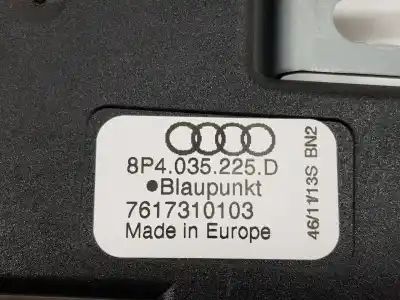 8P4.035.225.D
●Blaupunkt
7617310103
Made in Europe
46/11/13S BN2